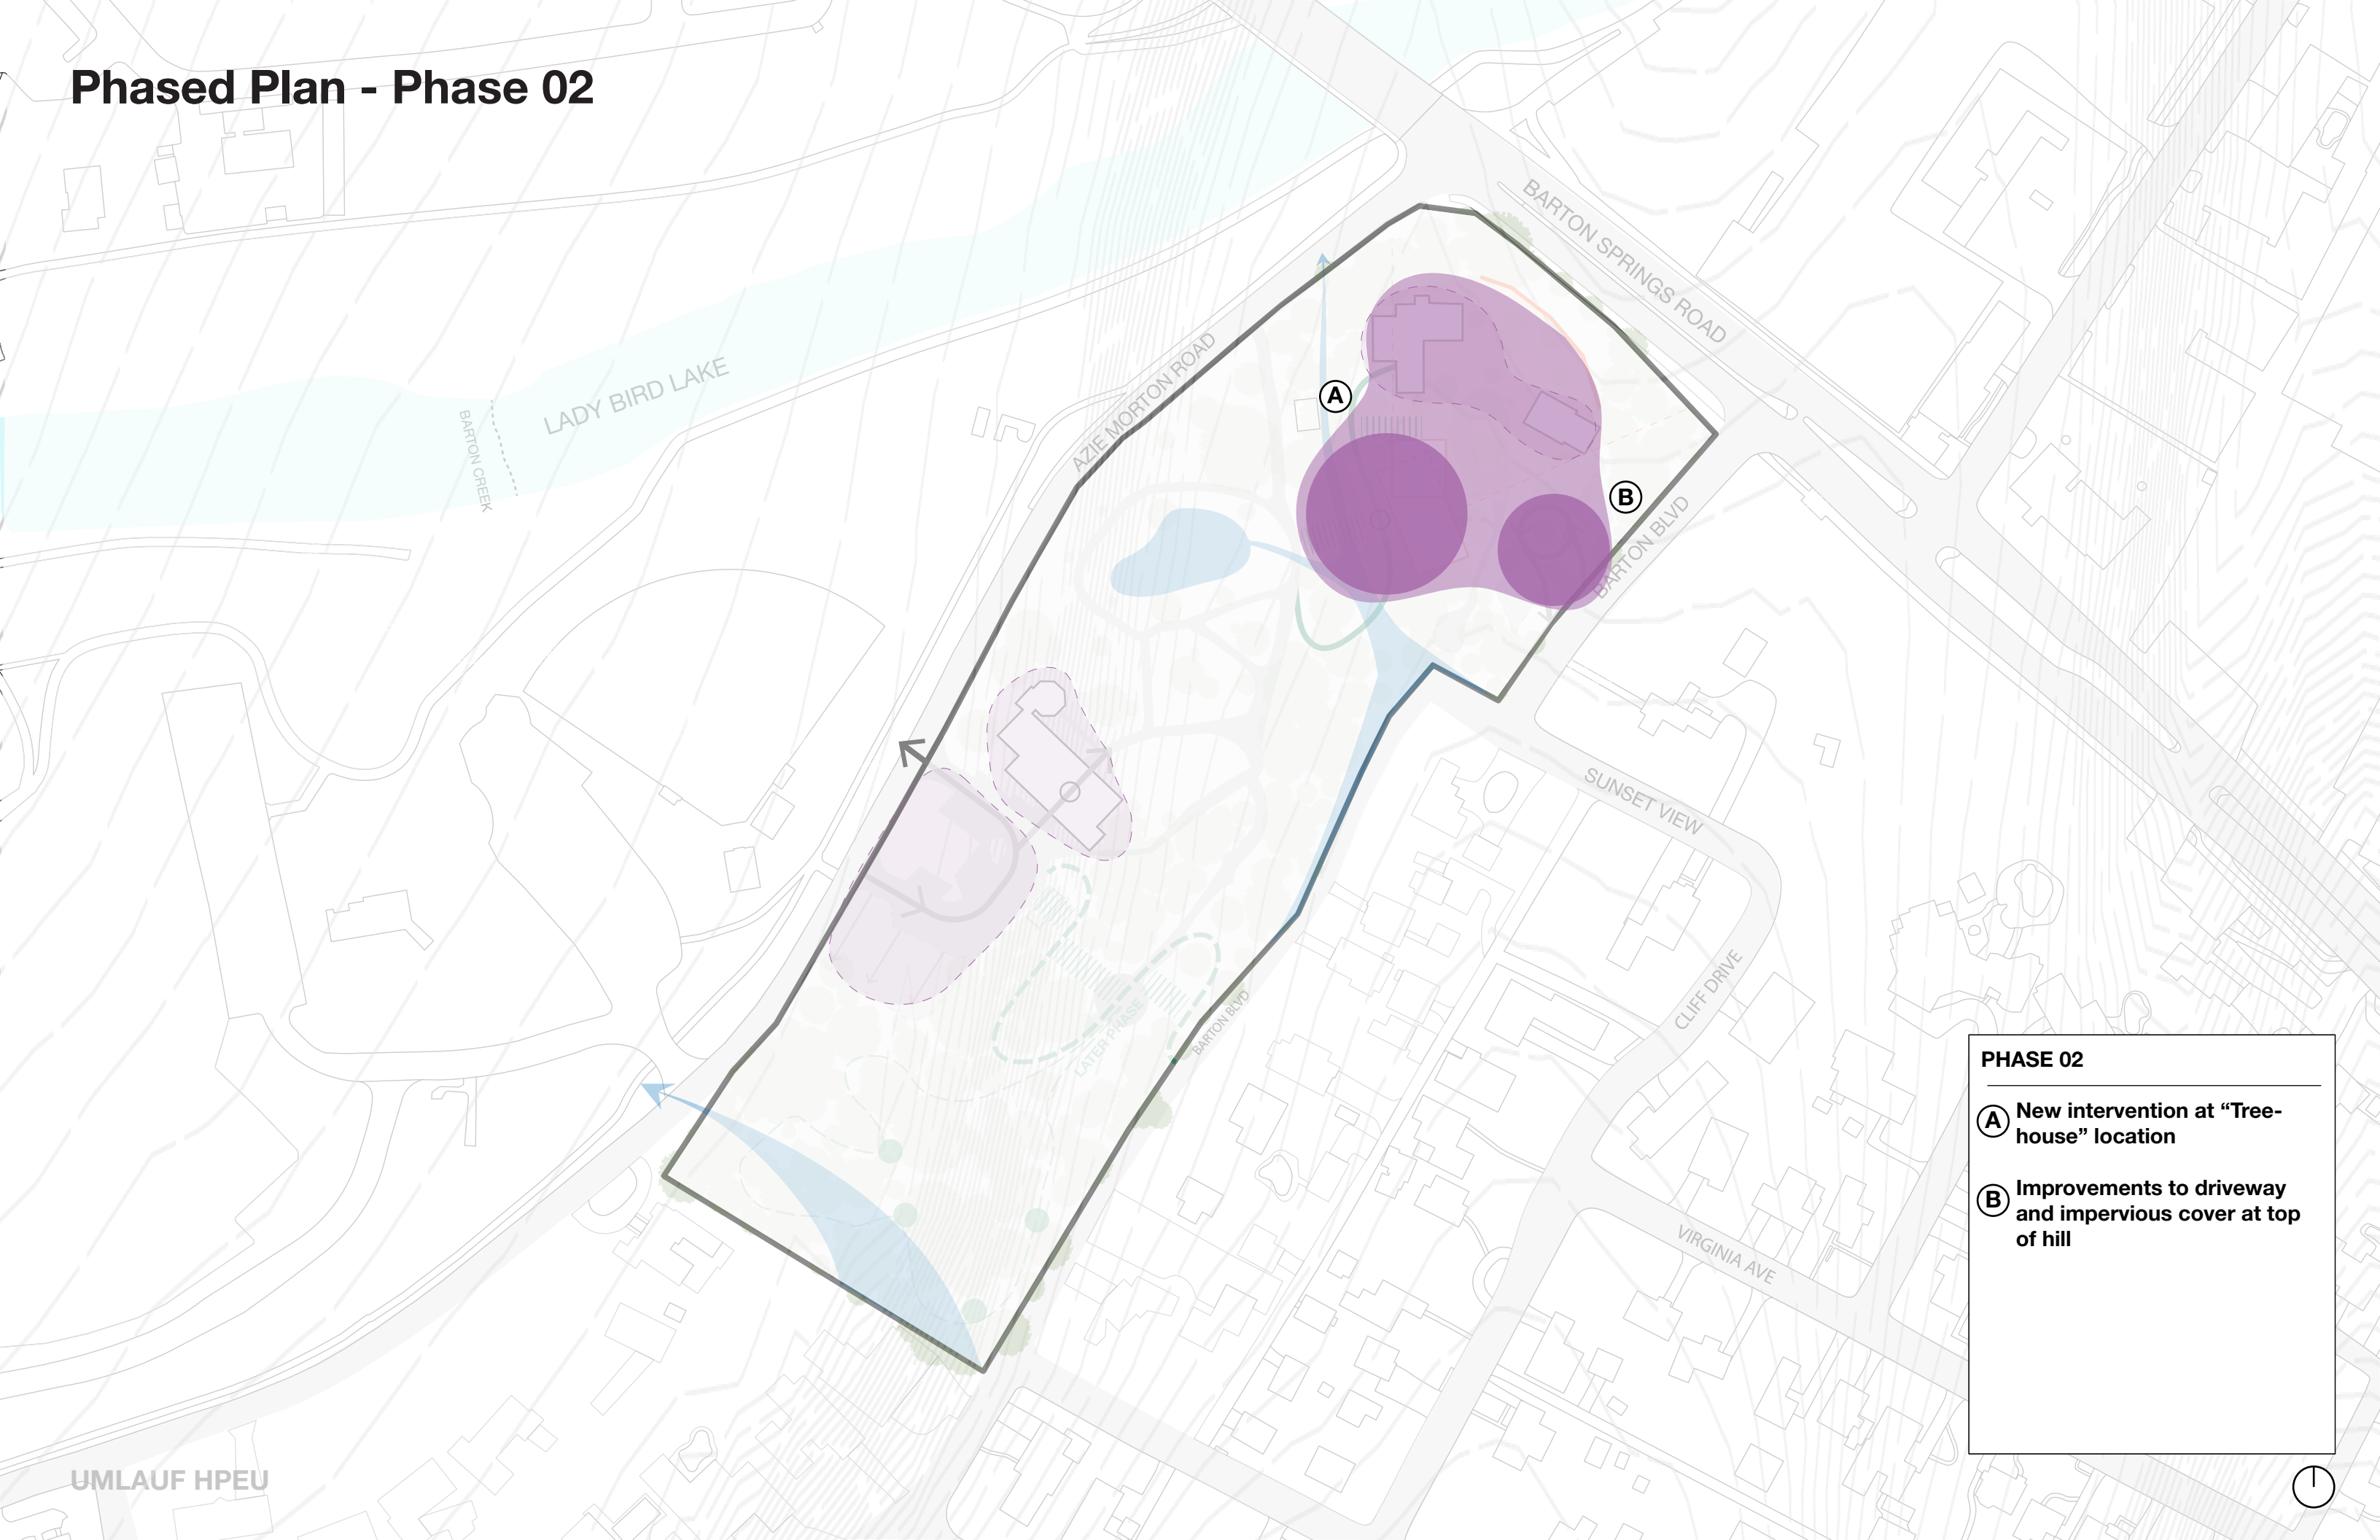 Phased Plan - Phase 02
BARTON SPRINGS ROAD
AZIE MORTON ROAD
LADY BIRD LAKE
BARTON CREEK
A
B
BARTON BLVD
SUNSET VIEW
CLIFF DRIVE
LATER PHASE
BARTON BLVD
VIRGINIA AVE
PHASE 02
A New intervention at “Tree-
house” location
B Improvements to driveway
and impervious cover at top
of hill
UMLAUF HPEU